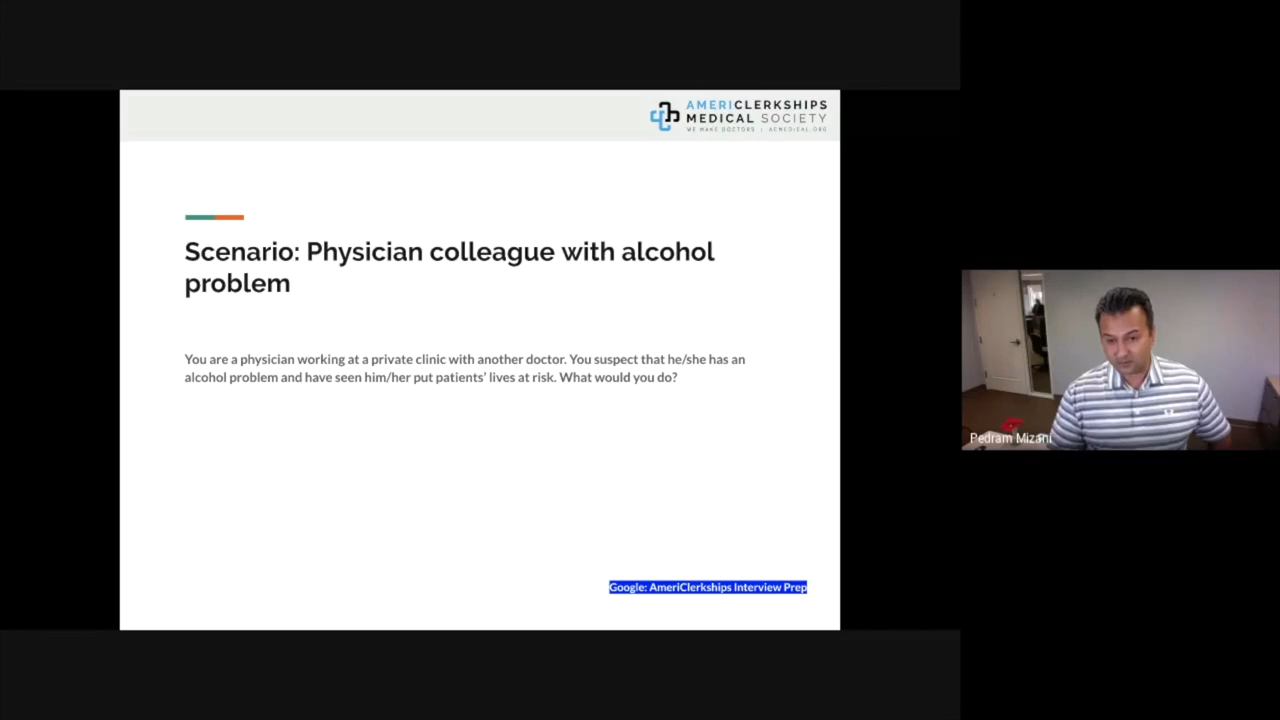 AMERICLERKSHIPS
MEDICAL SOCIETY
WE MAKE DOCTORS | ACMEDICAL.ORG
Scenario: Physician colleague with alcohol
problem
You are a physician working at a private clinic with another doctor. You suspect that he/she has an
alcohol problem and have seen him/her put patients’ lives at risk. What would you do?
Google: AmeriClerkships Interview Prep
Pedram Mizani